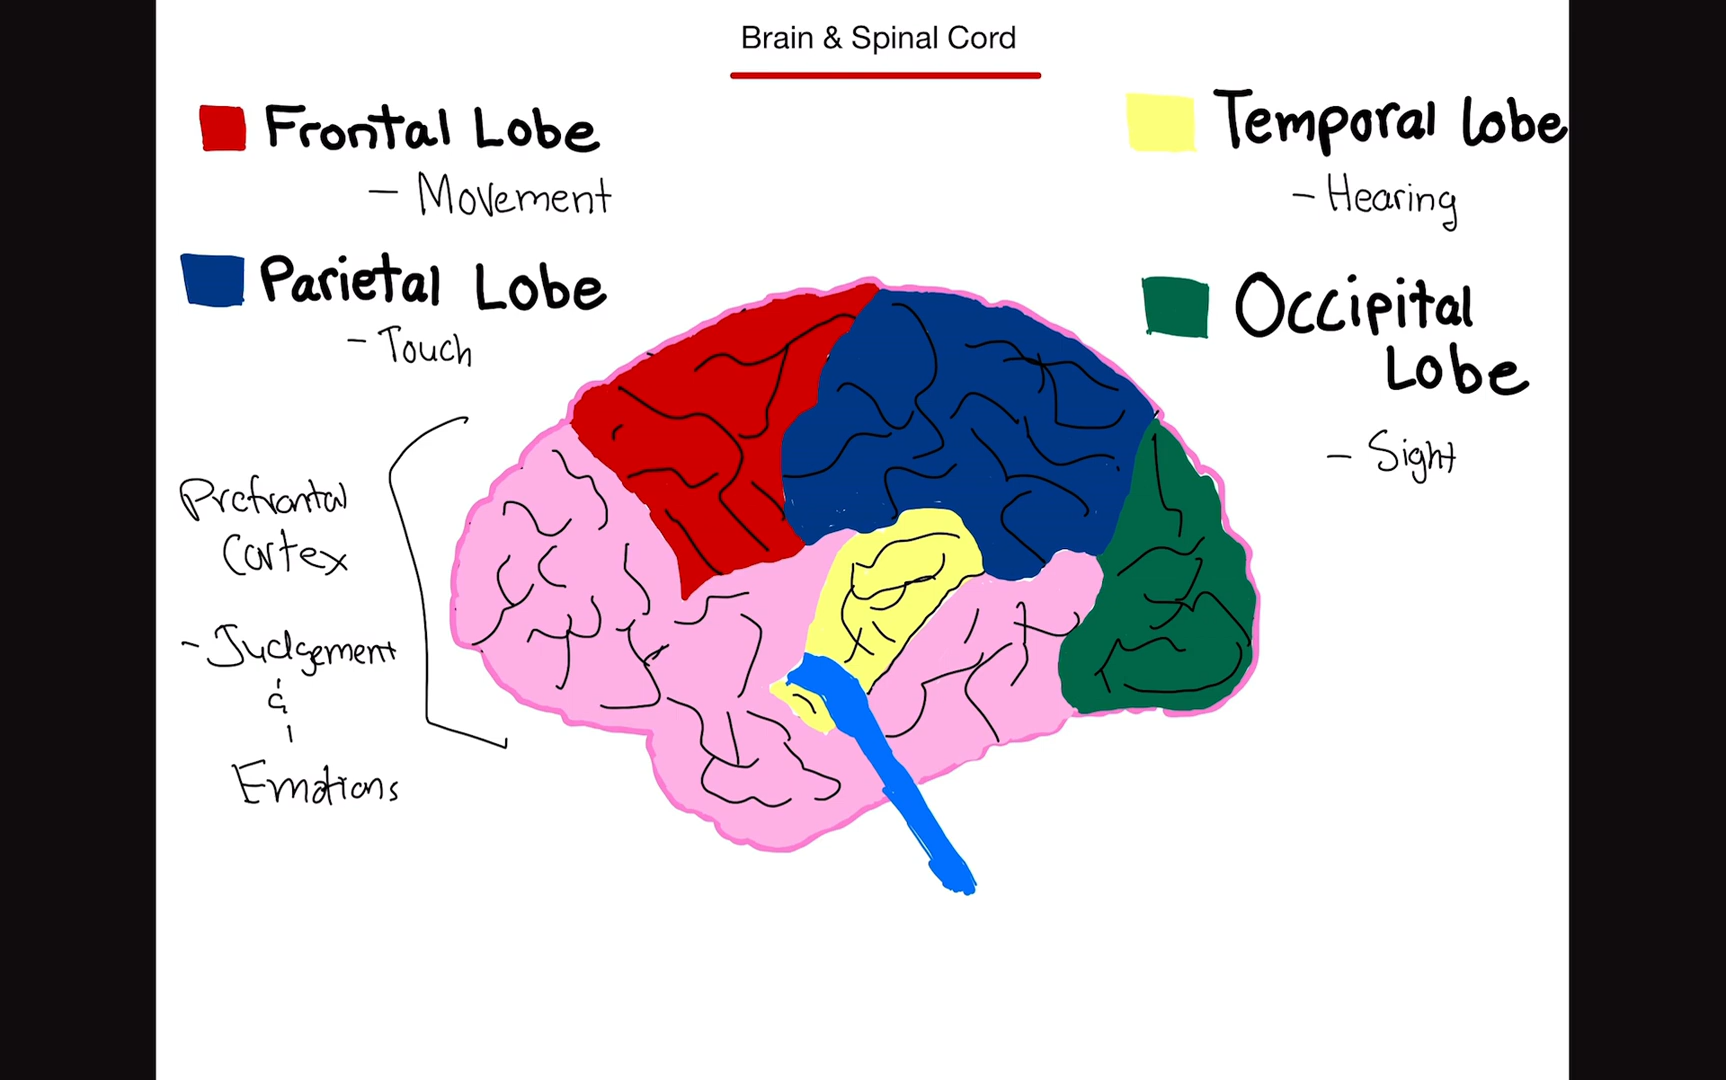 Brain & Spinal Cord
Frontal Lobe
- Movement
Parietal Lobe
- Touch
Prefrontal
Cortex
- Judgement
&
Emotions
Temporal lobe
- Hearing
Occipital
Lobe
- Sight